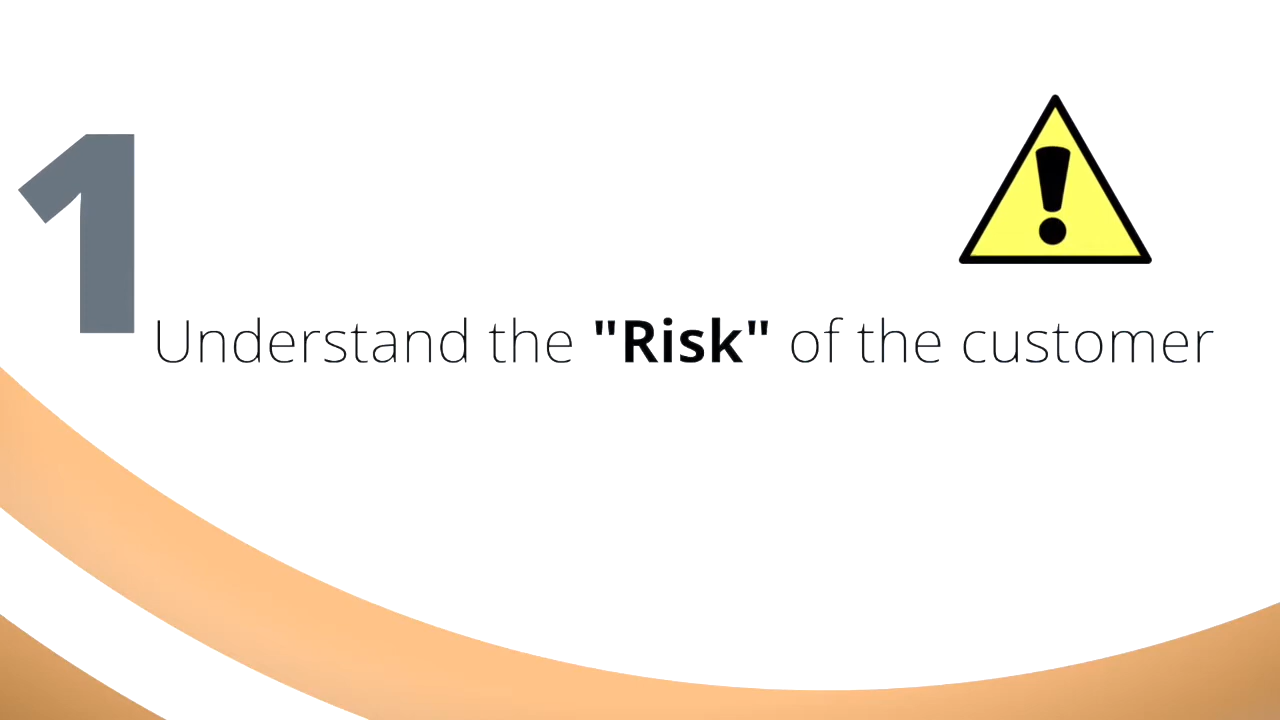 1
Understand the "Risk" of the customer